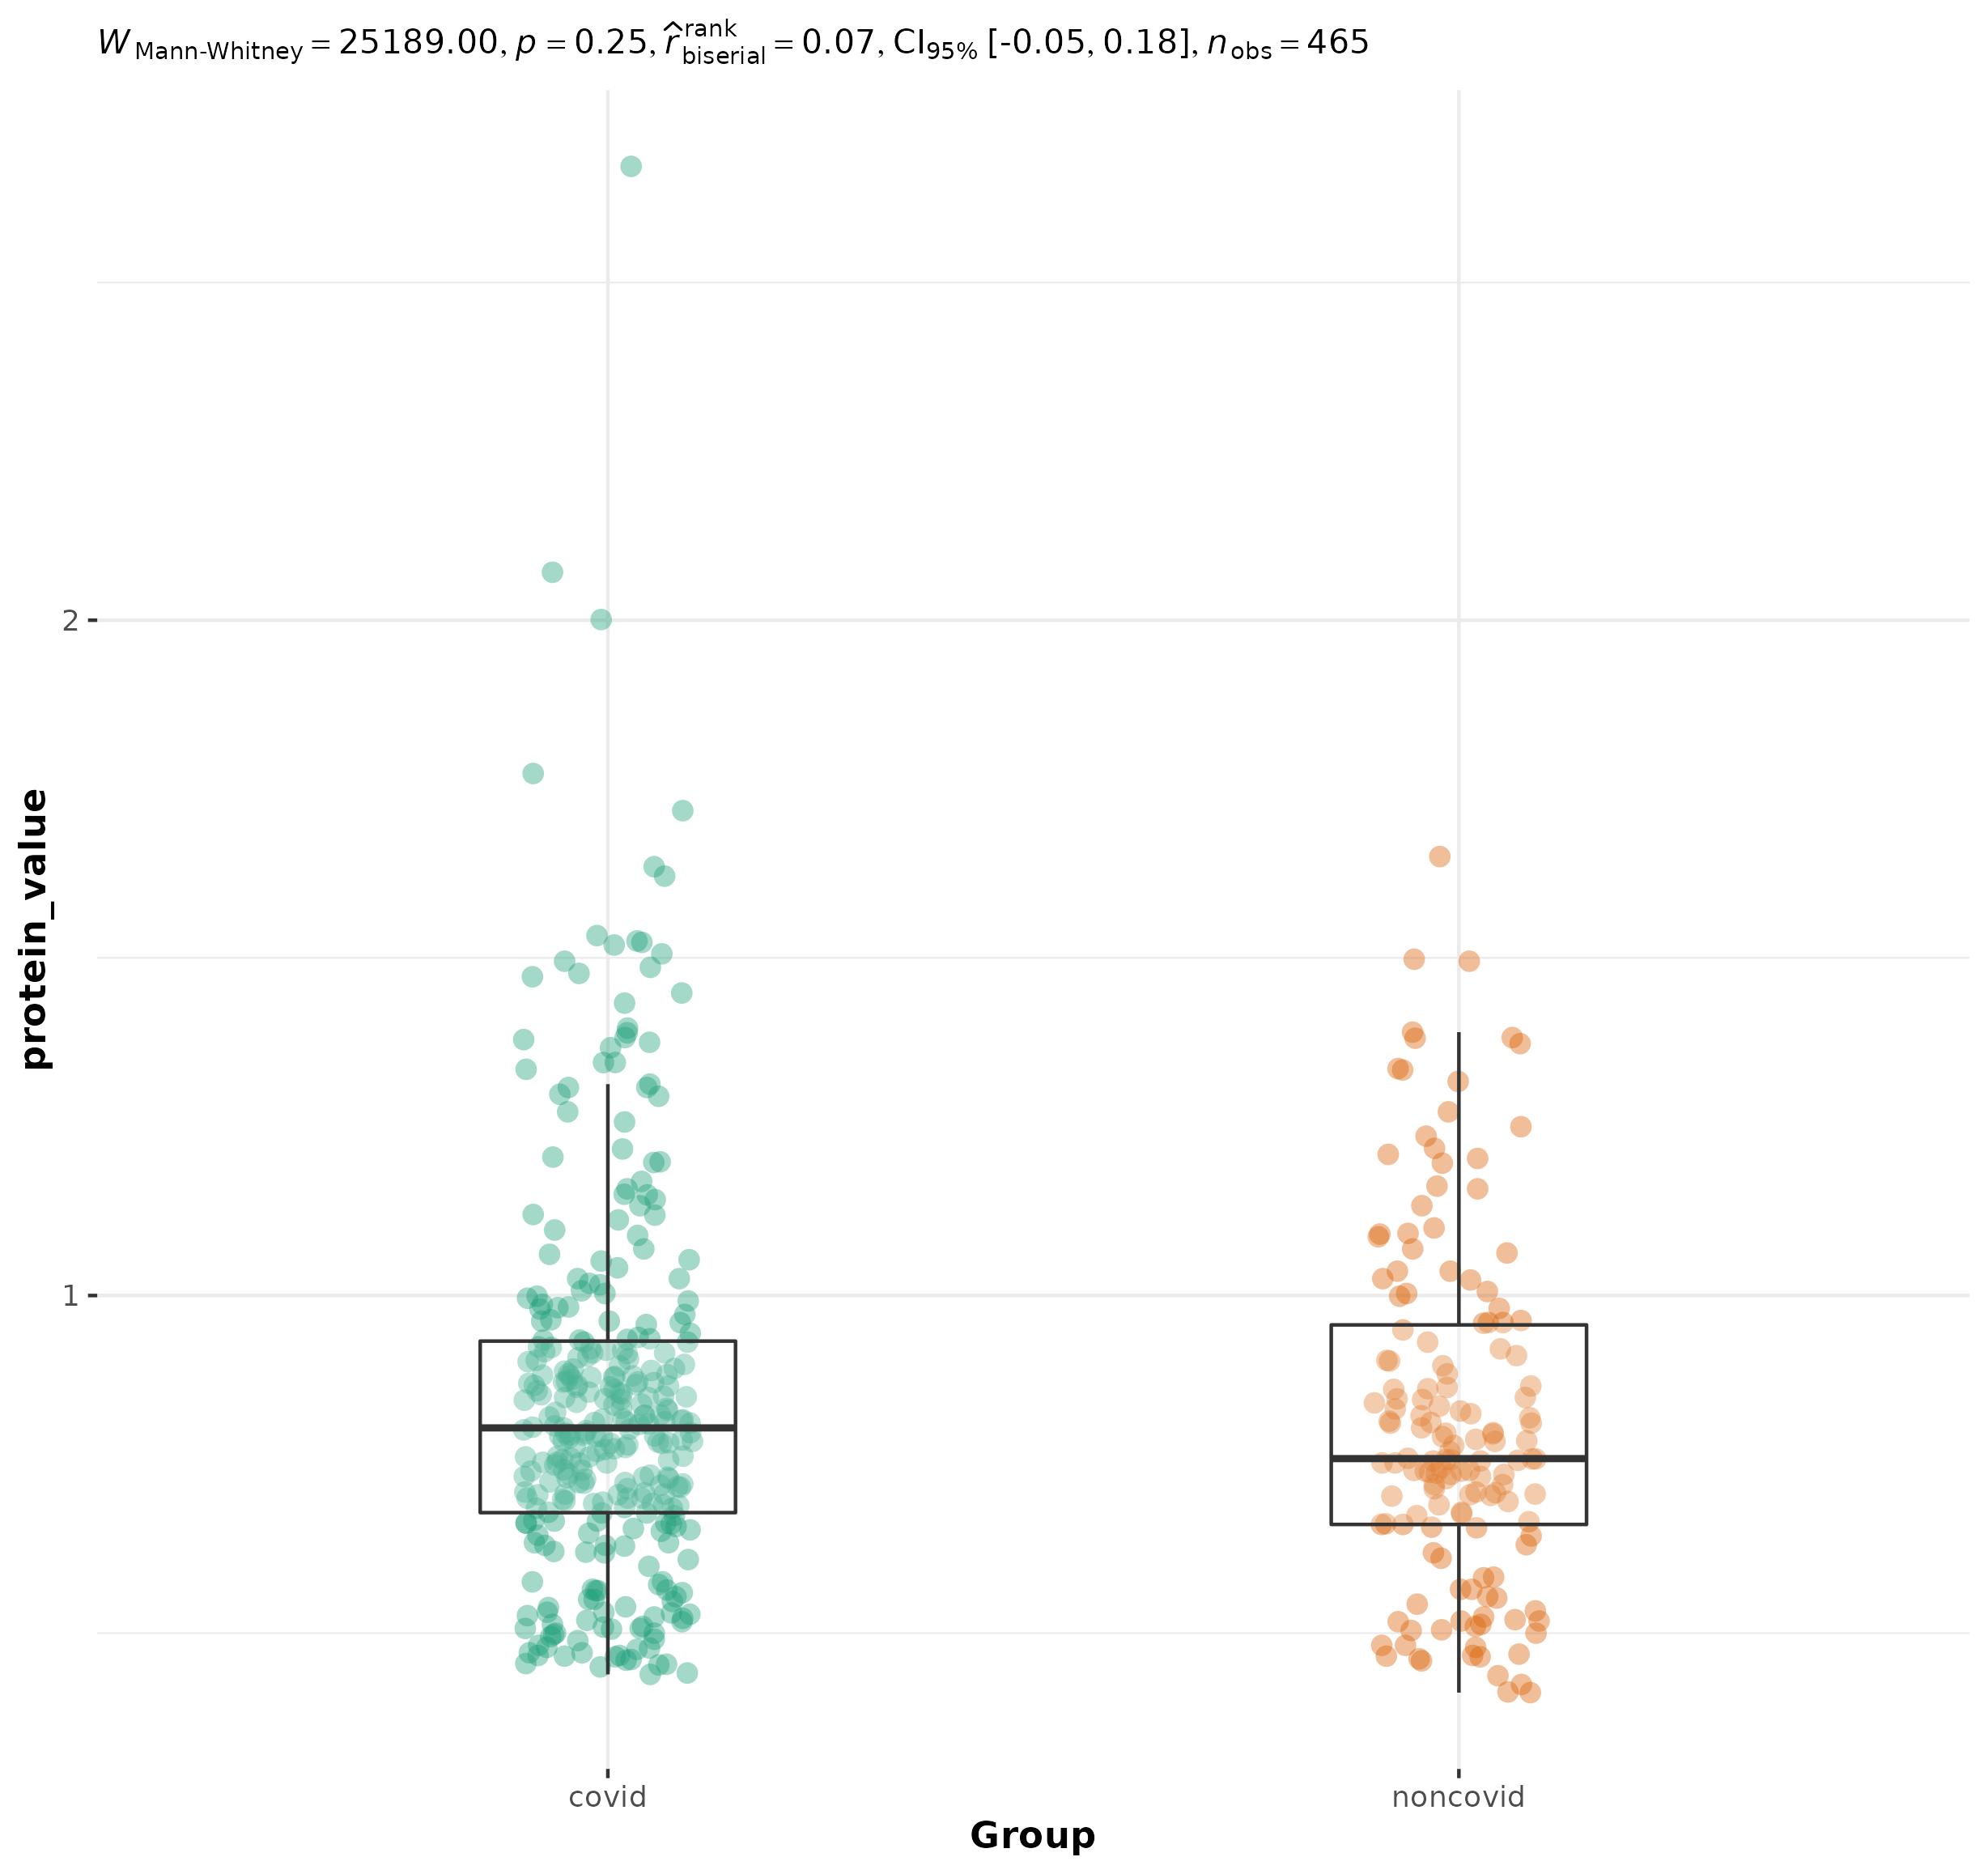 W Mann-Whitney = 25189.00, p = 0.25, r̂ rank biserial = 0.07, CI95% [-0.05, 0.18], n obs = 465
protein_value
2
1
covid noncovid
Group